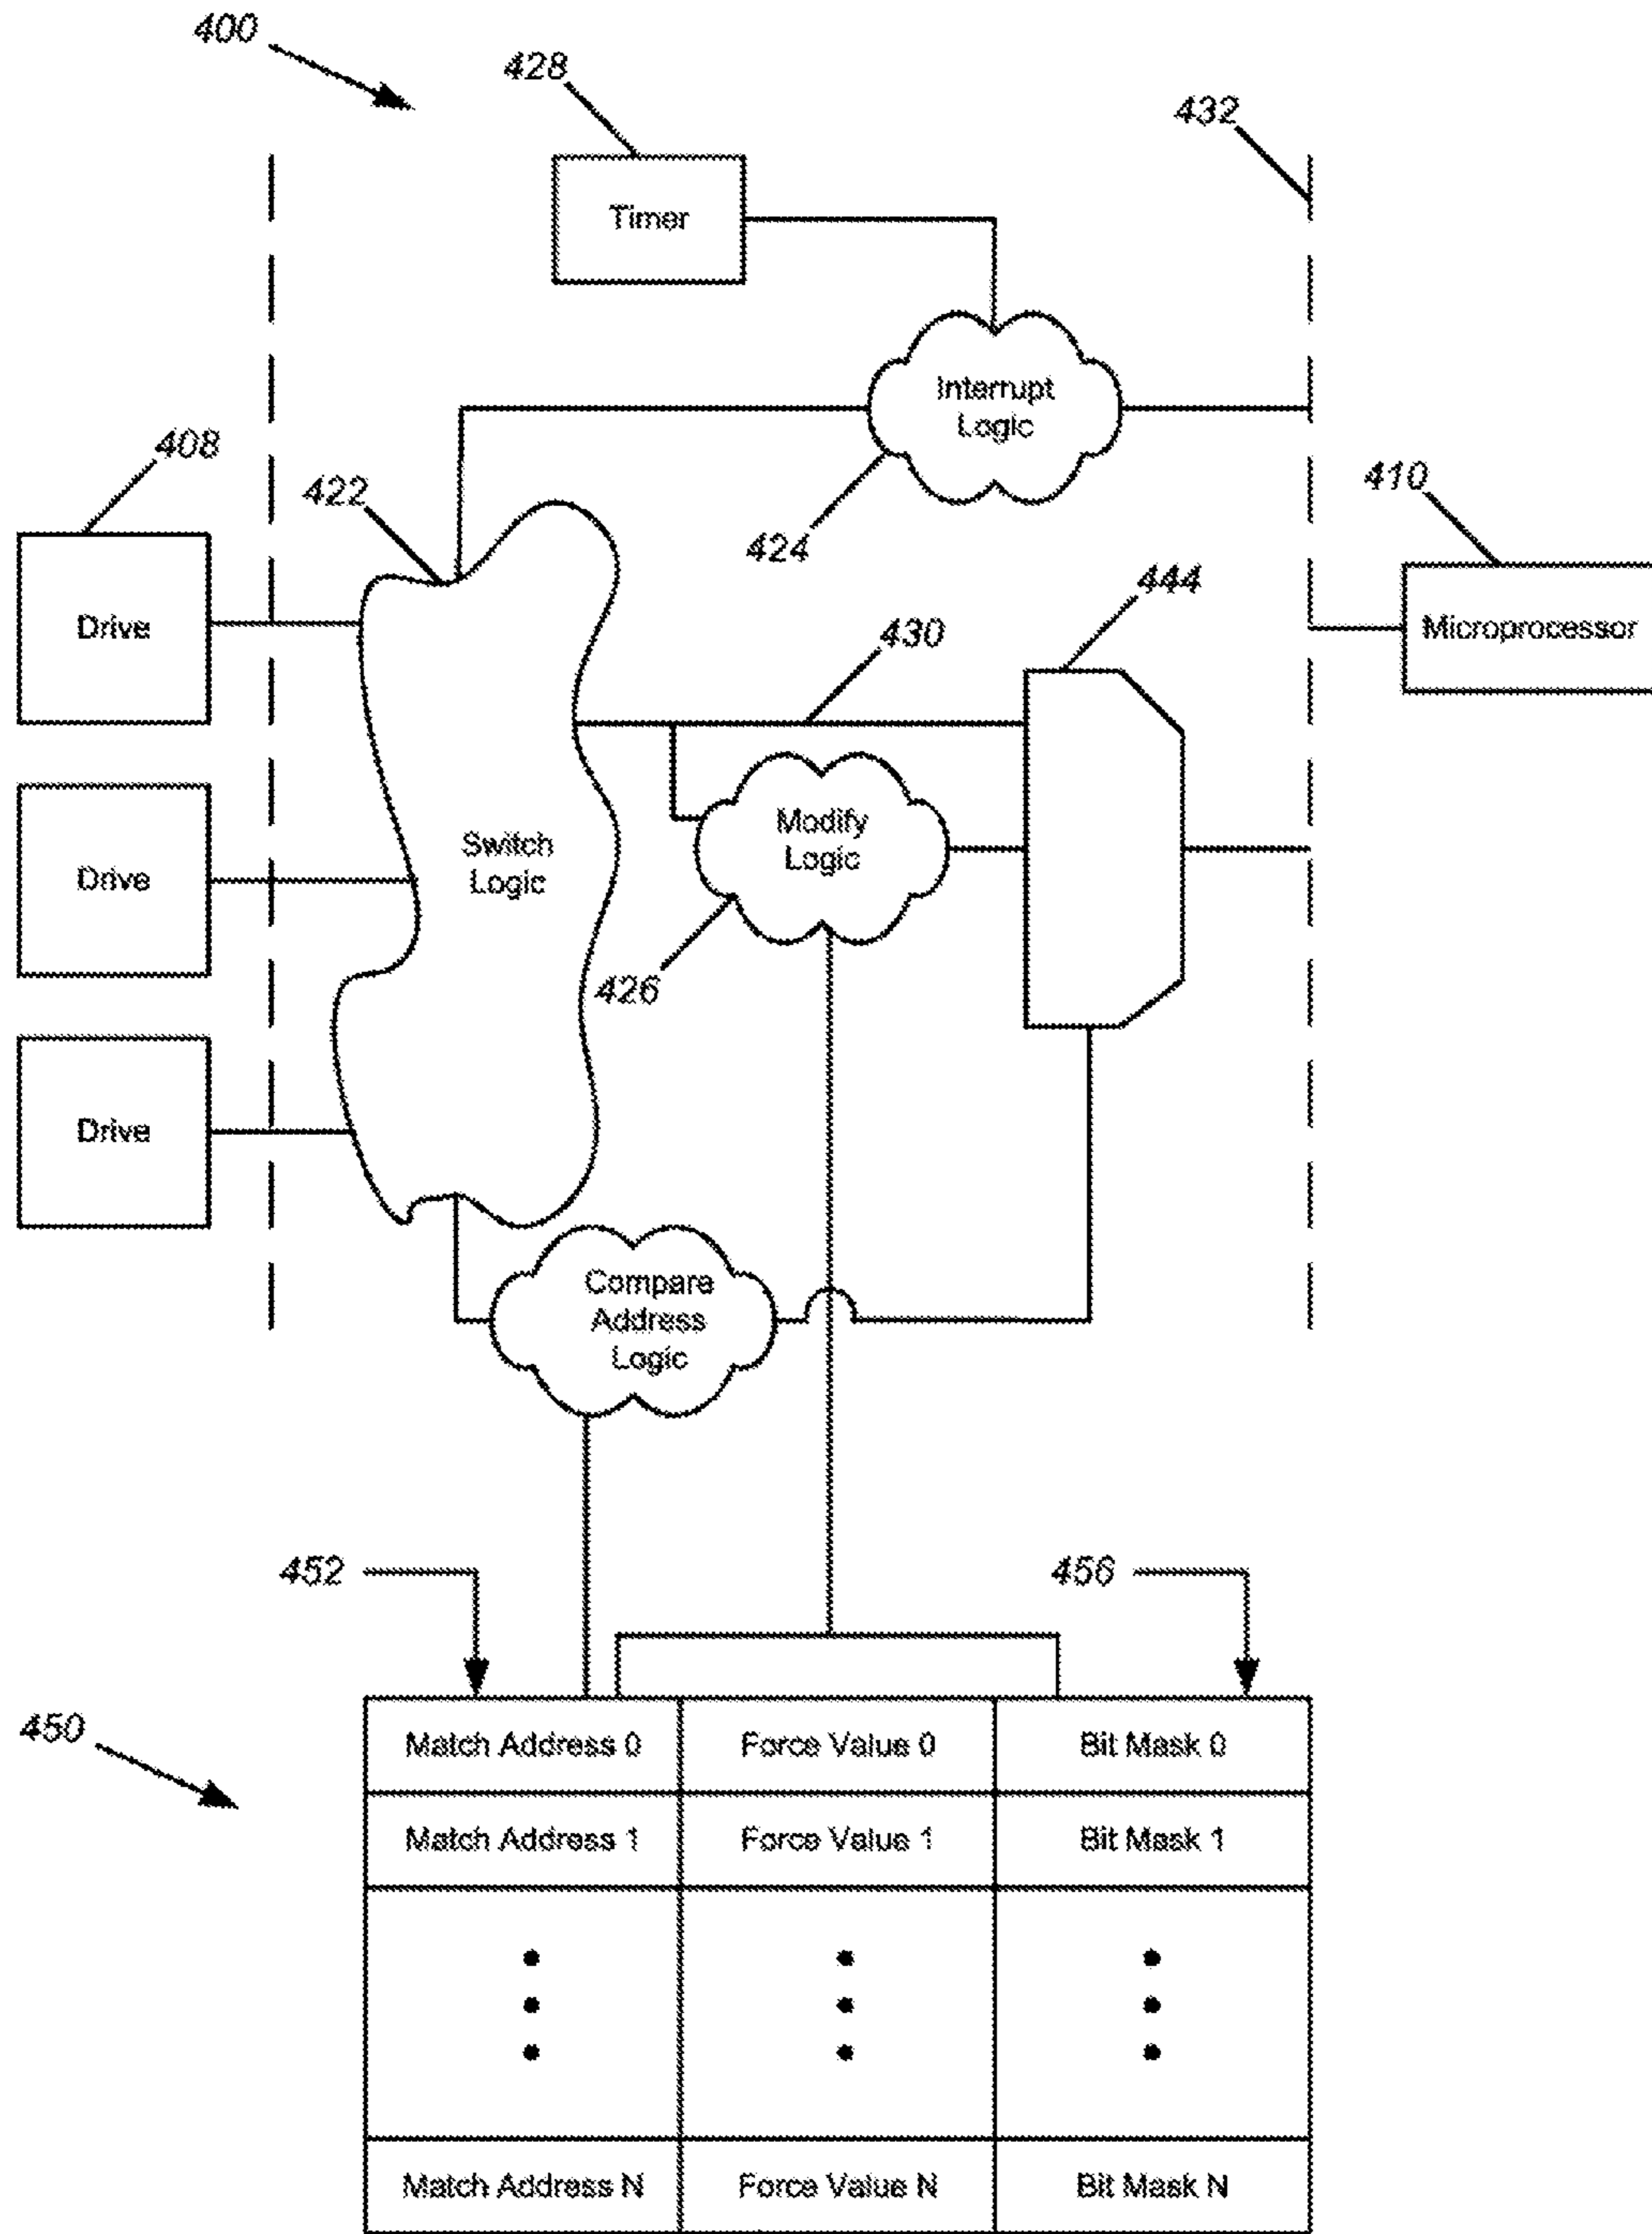 400
428
432
Timer
Interrupt
Logic
408
422
424
410
444
Drive
430
Microprocessor
Modify
Logic
Switch
Logic
Drive
426
Drive
Compare
Address
Logic
452
456
450
Match Address 0 Force Value 0 Bit Mask 0
Match Address 1 Force Value 1 Bit Mask 1
Match Address N Force Value N Bit Mask N